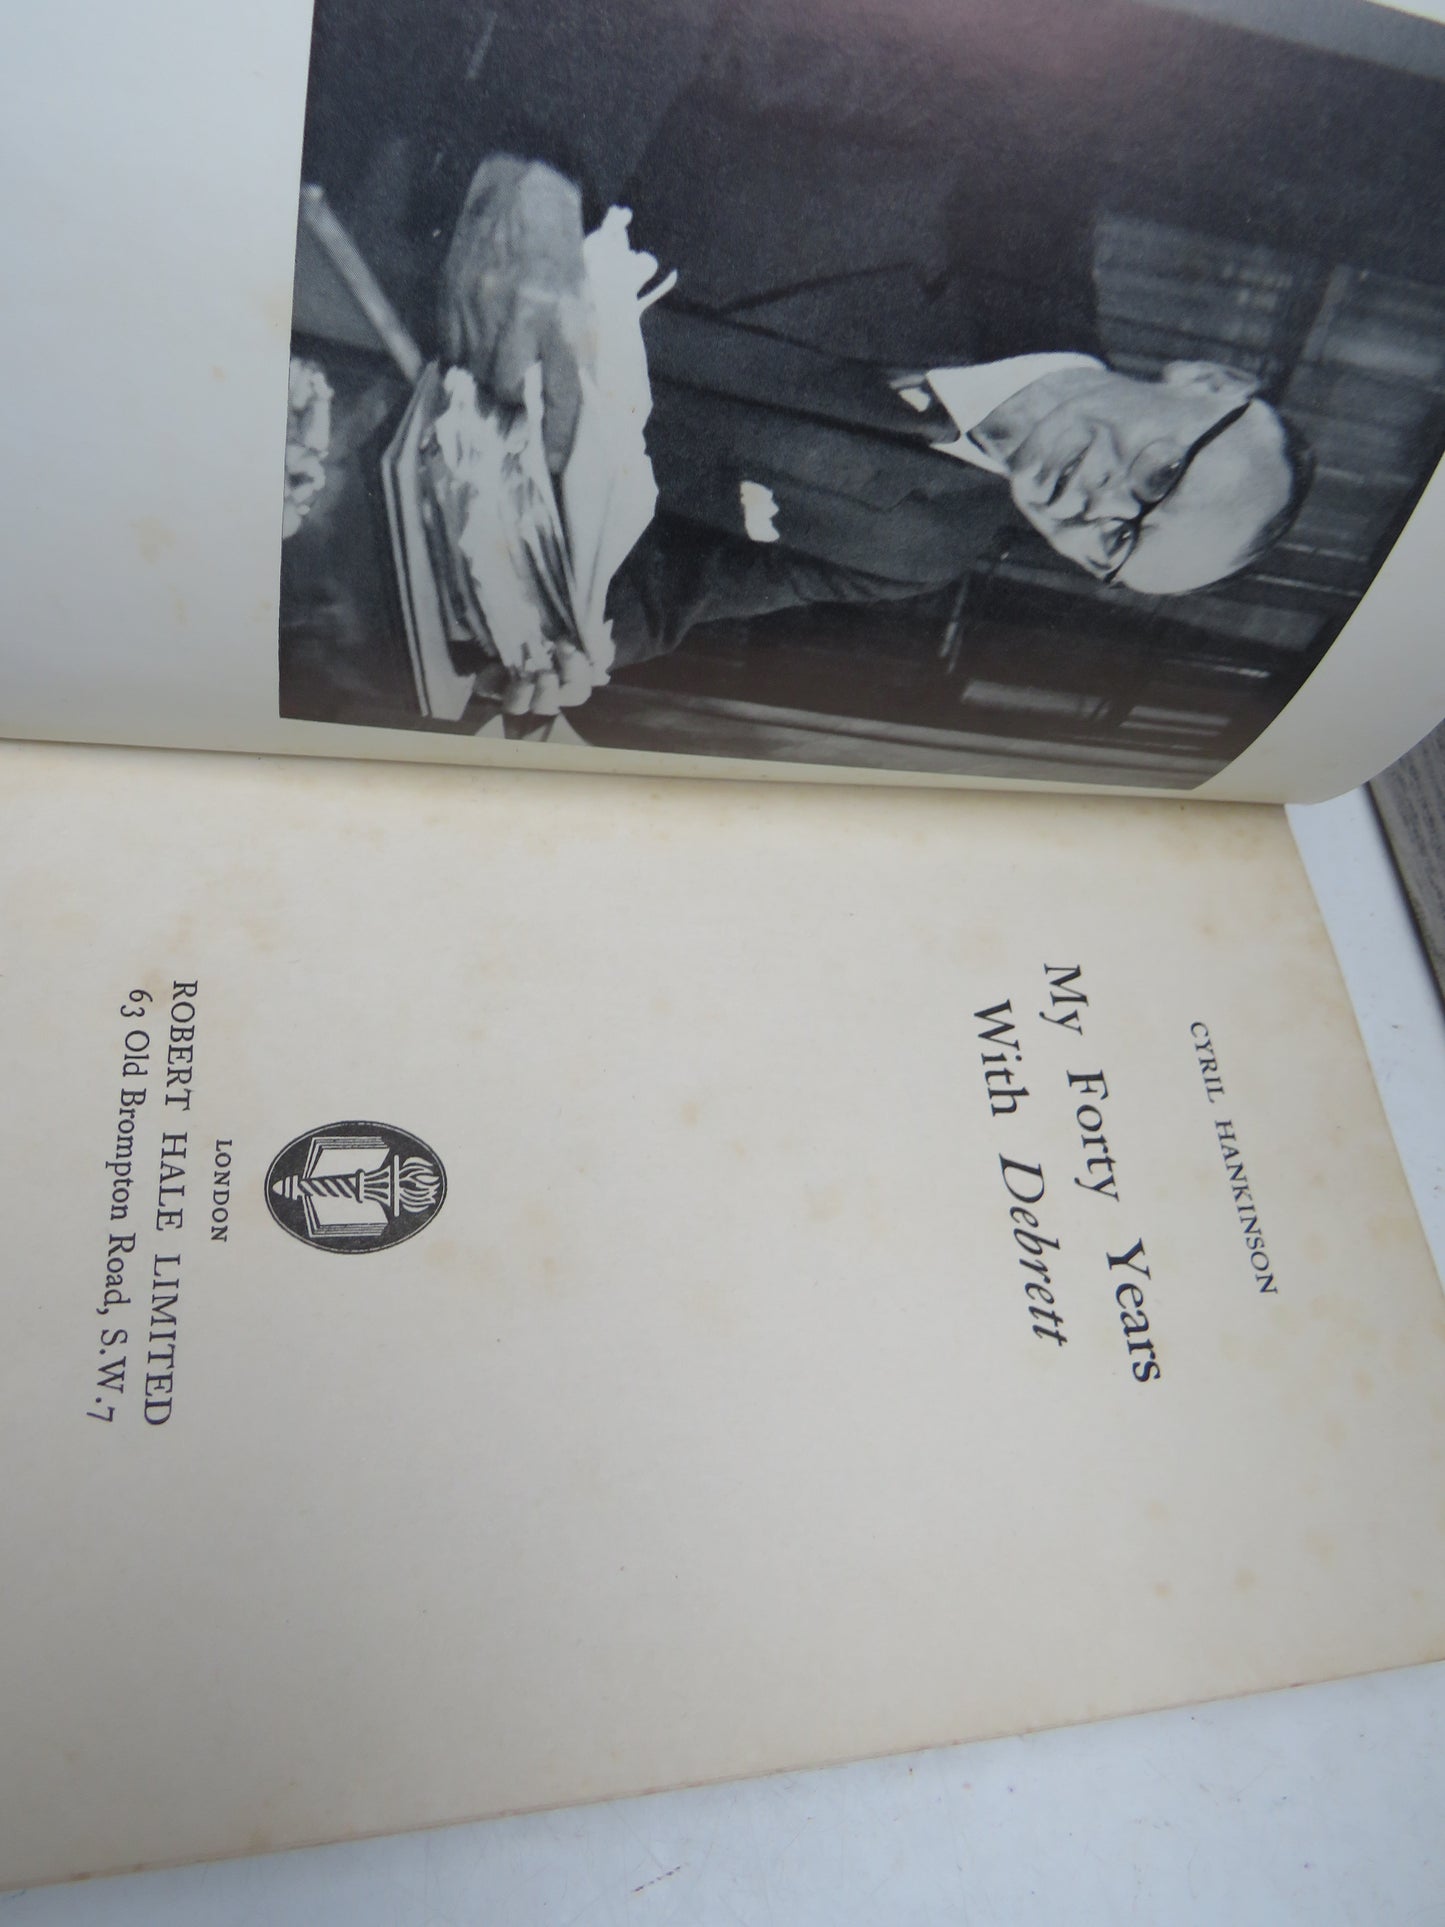 CYRIL HANKINSON
My Forty Years
With Debrett
LONDON
ROBERT HALE LIMITED
63 Old Brompton Road, S.W.7